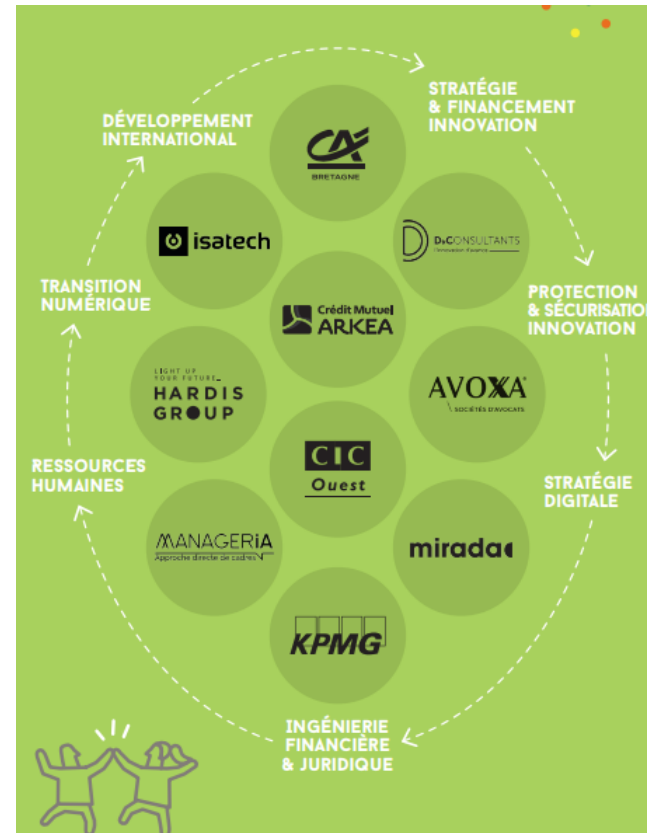 STRATÉGIE
& FINANCEMENT
INNOVATION
DÉVELOPPEMENT
INTERNATIONAL
CA
BRETAGNE
isatech
D&CONSULTANTS
TRANSITION
NUMÉRIQUE
PROTECTION
& SÉCURISATION
INNOVATION
Crédit Mutuel
ARKEA
LIGHT UP
YOUR FUTURE_
HARDIS
GROUP
AVOXA
\ SOCIÉTÉS D'AVOCATS
CIC
Ouest
RESSOURCES
HUMAINES
STRATÉGIE
DIGITALE
MANAGERiA
Approche directe de cadres
mirada
KPMG
INGÉNIERIE
FINANCIÈRE
& JURIDIQUE